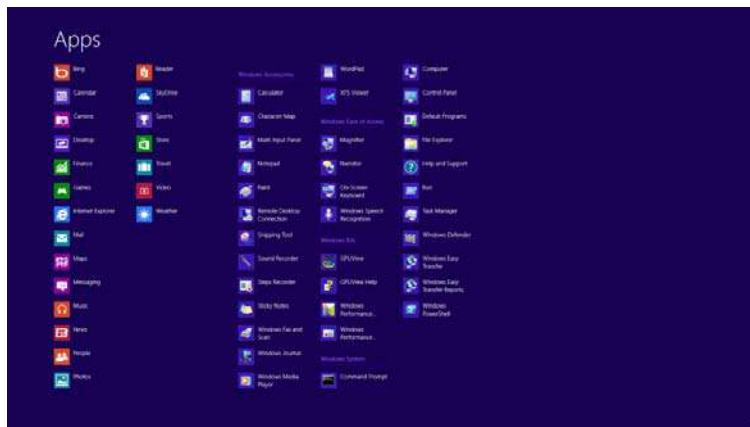 Apps
Bing
Calendar
Camera
Desktop
Finance
Games
Internet Explorer
Mail
Maps
Messaging
Music
News
People
Photos
Reader
SkyDrive
Sports
Store
Travel
Video
Weather
Windows Accessories
Calculator
Character Map
Math Input Panel
Notepad
Paint
Remote Desktop
Connection
Snipping Tool
Sound Recorder
Steps Recorder
Sticky Notes
Windows Fax and
Scan
Windows Journal
Windows Media
Player
WordPad
XPS Viewer
Windows Ease of Access
Magnifier
Narrator
On-Screen
Keyboard
Windows Speech
Recognition
Windows Kits
GPUView
GPUView Help
Windows
Performance...
Windows
Performance...
Windows System
Command Prompt
Computer
Control Panel
Default Programs
File Explorer
Help and Support
Run
Task Manager
Windows Defender
Windows Easy
Transfer
Windows Easy
Transfer Reports
Windows
PowerShell